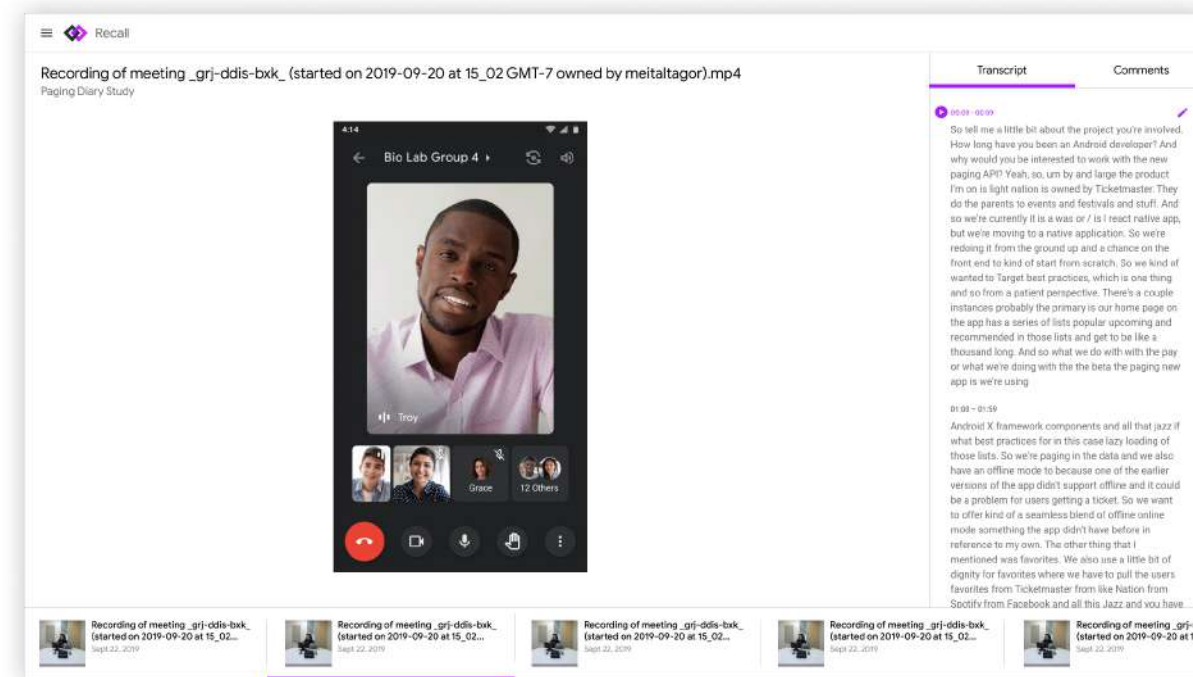 Recall
Recording of meeting _grj-ddis-bxk_ (started on 2019-09-20 at 15_02 GMT-7 owned by meitaltagor).mp4
Paging Diary Study
4:14
Bio Lab Group 4
Troy
Grace
12 Others
Transcript
Comments
So tell me a little bit about the project you're involved.
How long have you been an Android developer? And
why would you be interested to work with the new
paging API? Yeah, so, um by and large the product
I'm on is light nation is owned by Ticketmaster. They
do the parents to events and festivals and stuff. And
so we're currently it is a was or / is I react native app,
but we're moving to a native application. So we're
redoing it from the ground up and a chance on the
front end to kind of start from scratch. So we kind of
wanted to Target best practices, which is one thing
and so from a patient perspective. There's a couple
instances probably the primary is our home page on
the app has a series of lists popular upcoming and
recommended in those lists and get to be like a
thousand long. And so what we do with with the pay
or what we're doing with the the beta the paging new
app is we're using
01:08 – 01:59
Android X framework components and all that jazz if
what best practices for in this case lazy loading of
those lists. So we're paging in the data and we also
have an offline mode to because one of the earlier
versions of the app didn't support offline and it could
be a problem for users getting a ticket. So we want
to offer kind of a seamless blend of offline online
mode something the app didn't have before in
reference to my own. The other thing that I
mentioned was favorites. We also use a little bit of
dignity for favorites where we have to pull the users
favorites from Ticketmaster from like Nation from
Spotify from Facebook and all this Jazz and you have
Recording of meeting _grj-ddis-bxk_
(started on 2019-09-20 at 15_02...
Sept 22, 2019
Recording of meeting _grj-ddis-bxk_
(started on 2019-09-20 at 15_02...
Sept 22, 2019
Recording of meeting _grj-ddis-bxk_
(started on 2019-09-20 at 15_02...
Sept 22, 2019
Recording of meeting _grj-ddis-bxk_
(started on 2019-09-20 at 15_02...
Sept 22, 2019
Recording of meeting _grj-
(started on 2019-09-20 at 1
Sept 22, 2019